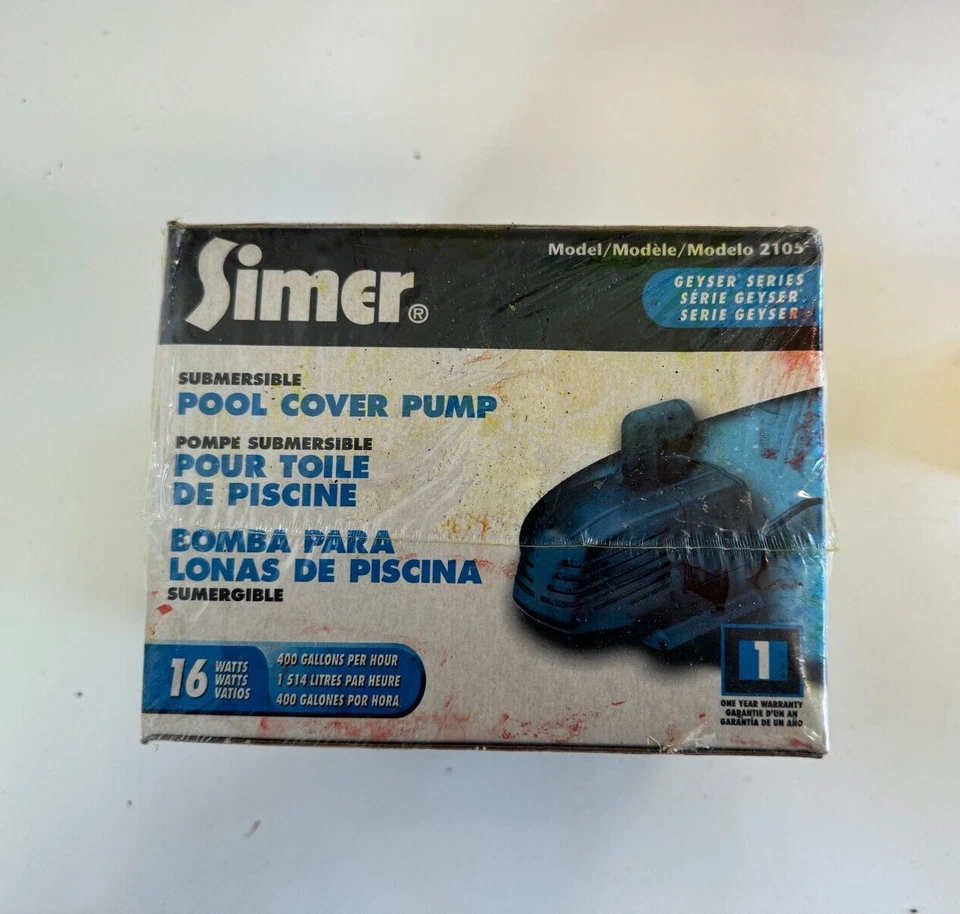 Simer®
Model/Modèle/Modelo 2105
GEYSER® SERIES
SÉRIE GEYSER®
SERIE GEYSER®
SUBMERSIBLE
POOL COVER PUMP
POMPE SUBMERSIBLE
POUR TOILE
DE PISCINE
BOMBA PARA
LONAS DE PISCINA
SUMERGIBLE
16 WATTS
WATTS
VATIOS
400 GALLONS PER HOUR
1 514 LITRES PAR HEURE
400 GALONES POR HORA
1
ONE YEAR WARRANTY
GARANTIE D'UN AN
GARANTÍA DE UN AÑO